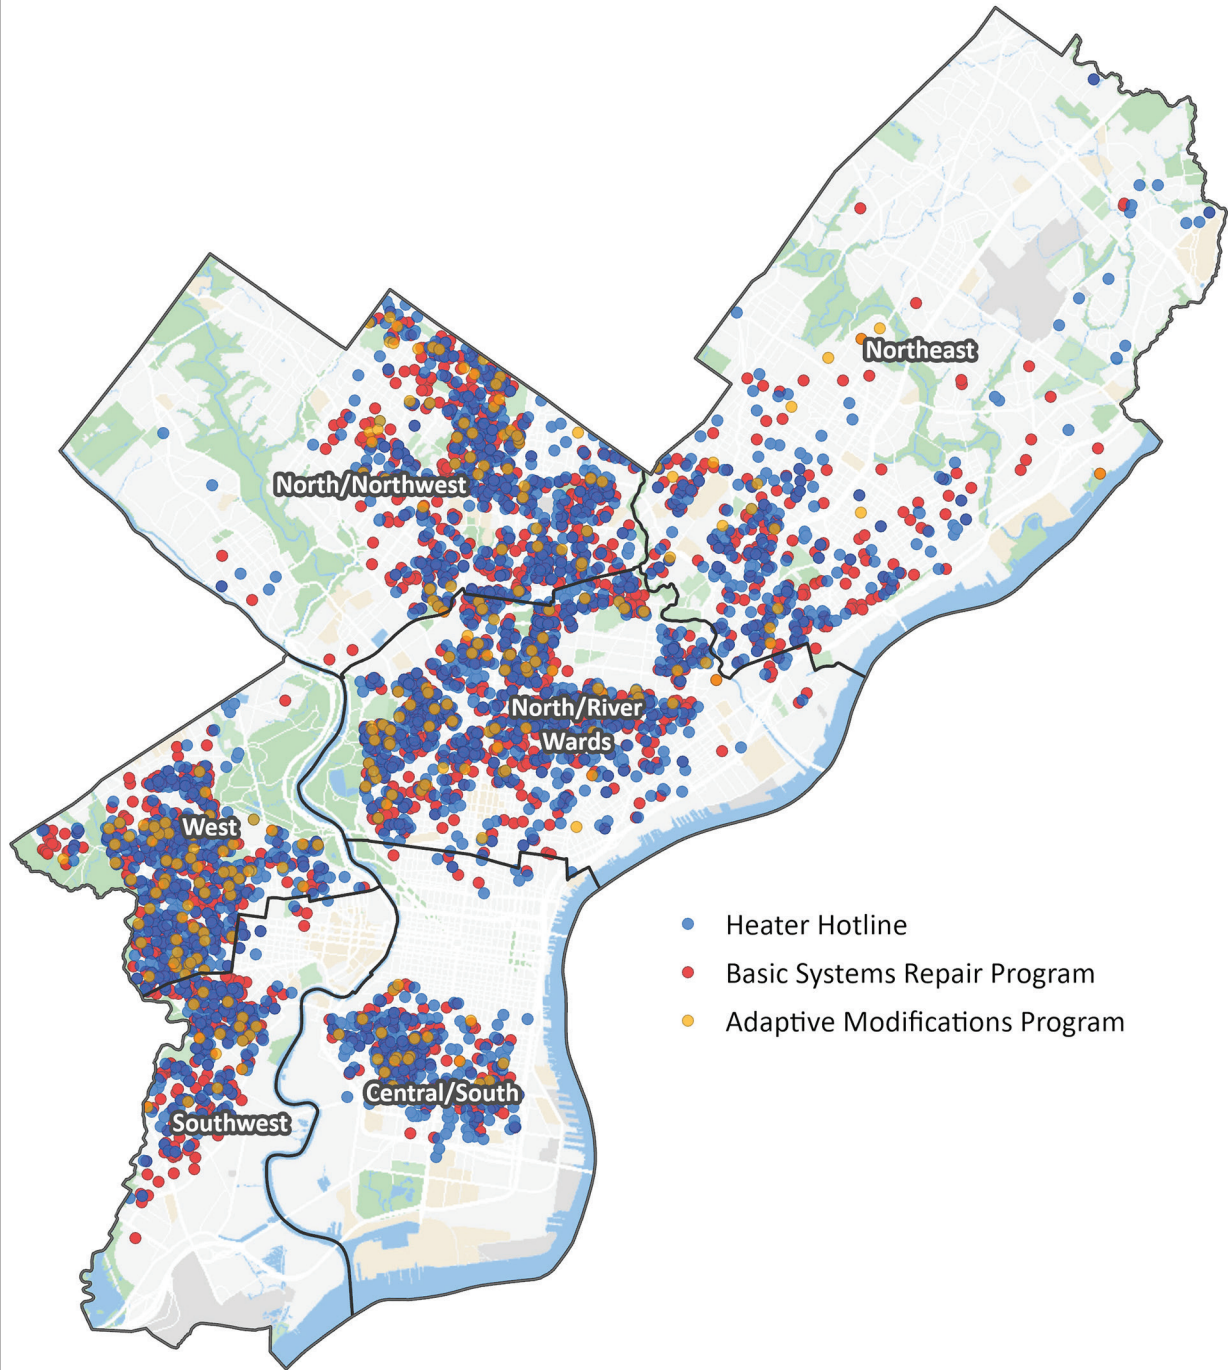 Northeast
North/Northwest
North/River
Wards
West
Heater Hotline
Basic Systems Repair Program
Adaptive Modifications Program
Central/South
Southwest